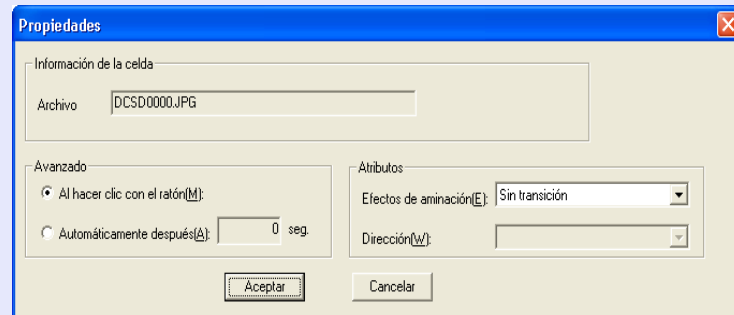 Propiedades
Información de la celda
Archivo DCSD0000.JPG
Avanzado
Al hacer clic con el ratón(M):
Automáticamente después(A): 0 seg.
Atributos
Efectos de aminación(E): Sin transición
Dirección(W):
Aceptar Cancelar